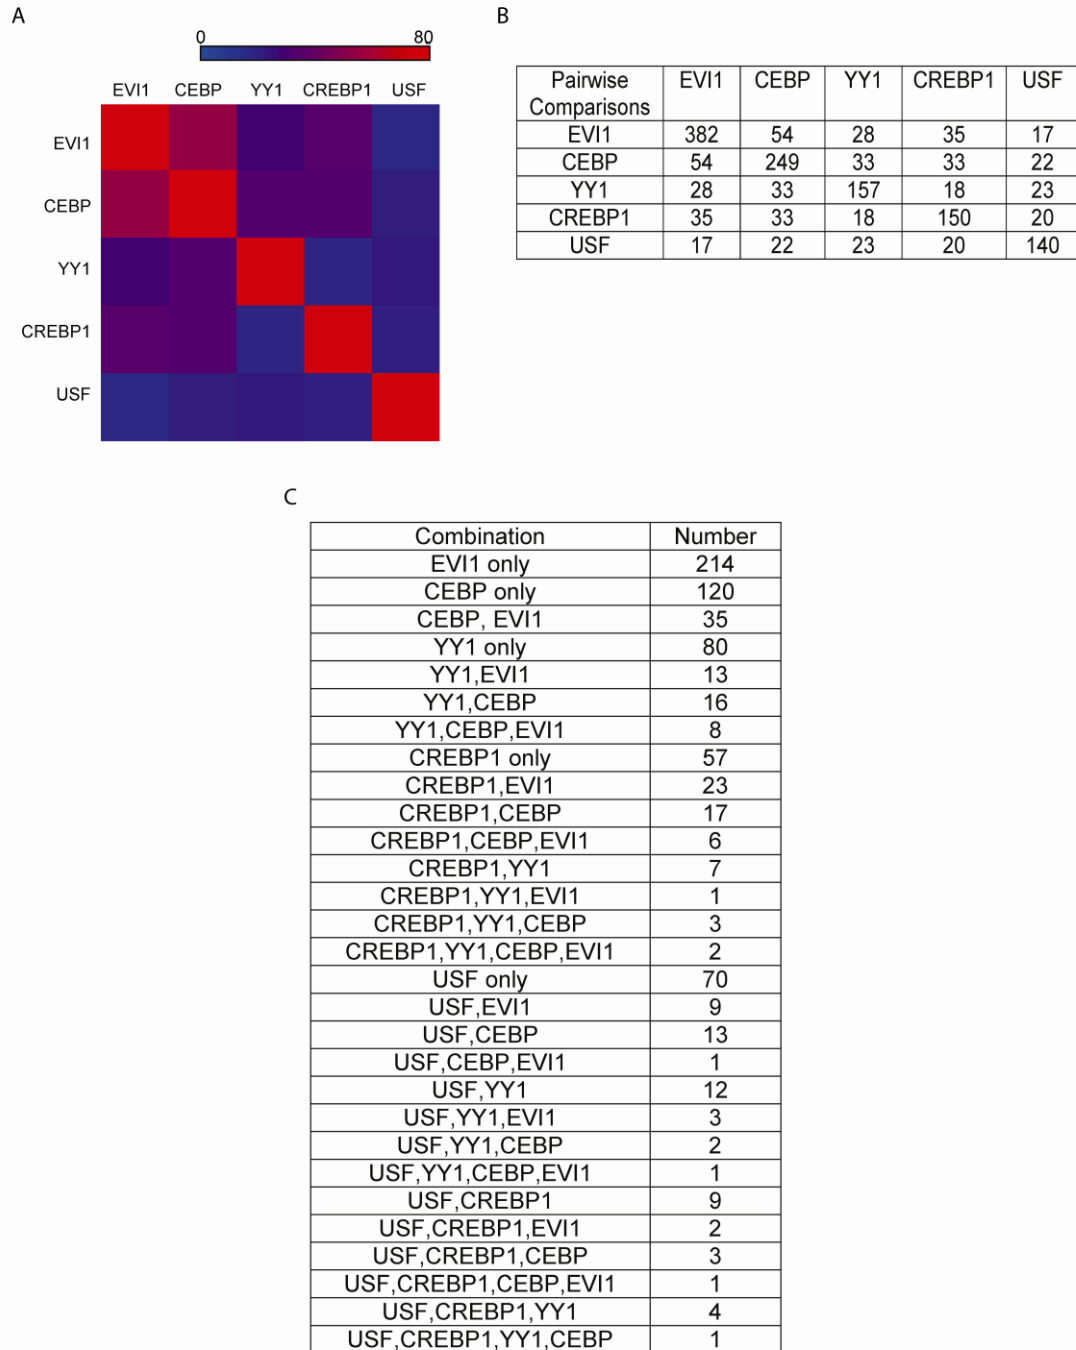 A
0 80
EVI1 CEBP YY1 CREBP1 USF
EVI1
CEBP
YY1
CREBP1
USF
B
Pairwise Comparisons EVI1 CEBP YY1 CREBP1 USF
EVI1 382 54 28 35 17
CEBP 54 249 33 33 22
YY1 28 33 157 18 23
CREBP1 35 33 18 150 20
USF 17 22 23 20 140
C
Combination Number
EVI1 only 214
CEBP only 120
CEBP, EVI1 35
YY1 only 80
YY1,EVI1 13
YY1,CEBP 16
YY1,CEBP,EVI1 8
CREBP1 only 57
CREBP1,EVI1 23
CREBP1,CEBP 17
CREBP1,CEBP,EVI1 6
CREBP1,YY1 7
CREBP1,YY1,EVI1 1
CREBP1,YY1,CEBP 3
CREBP1,YY1,CEBP,EVI1 2
USF only 70
USF,EVI1 9
USF,CEBP 13
USF,CEBP,EVI1 1
USF,YY1 12
USF,YY1,EVI1 3
USF,YY1,CEBP 2
USF,YY1,CEBP,EVI1 1
USF,CREBP1 9
USF,CREBP1,EVI1 2
USF,CREBP1,CEBP 3
USF,CREBP1,CEBP,EVI1 1
USF,CREBP1,YY1 4
USF,CREBP1,YY1,CEBP 1